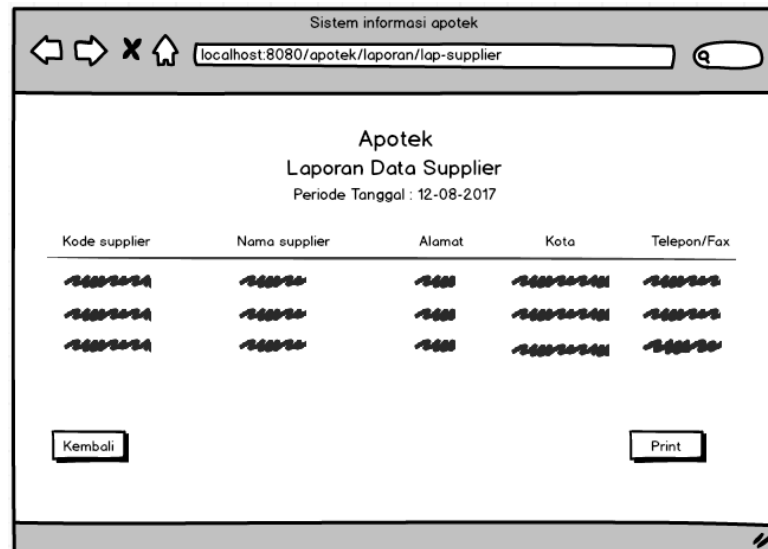 Sistem informasi apotek
localhost:8080/apotek/laporan/lap-supplier
Apotek
Laporan Data Supplier
Periode Tanggal : 12-08-2017
Kode supplier Nama supplier Alamat Kota Telepon/Fax
Kembali Print